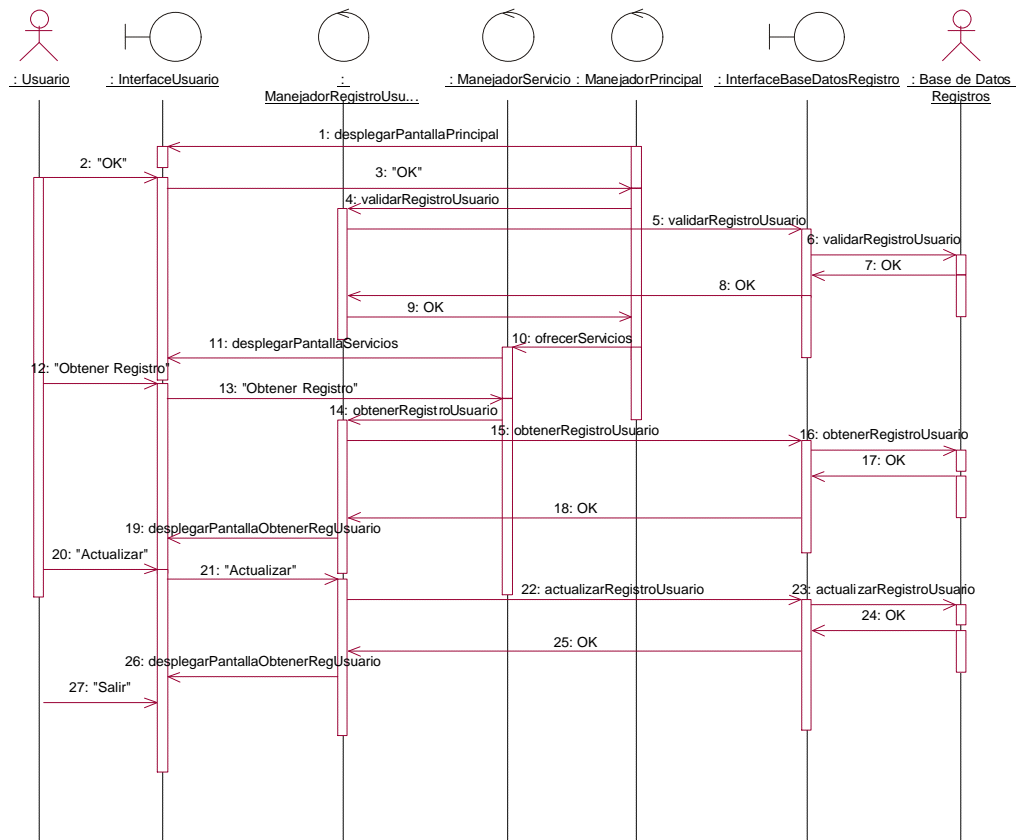 : Usuario
: InterfaceUsuario
:
ManejadorRegistroUsu...
: ManejadorServicio
: ManejadorPrincipal
: InterfaceBaseDatosRegistro
: Base de Datos
Registros
1: desplegarPantallaPrincipal
2: "OK"
3: "OK"
4: validarRegistroUsuario
5: validarRegistroUsuario
6: validarRegistroUsuario
7: OK
8: OK
9: OK
10: ofrecerServicios
11: desplegarPantallaServicios
12: "Obtener Registro"
13: "Obtener Registro"
14: obtenerRegistroUsuario
15: obtenerRegistroUsuario
16: obtenerRegistroUsuario
17: OK
18: OK
19: desplegarPantallaObtenerRegUsuario
20: "Actualizar"
21: "Actualizar"
22: actualizarRegistroUsuario
23: actualizarRegistroUsuario
24: OK
25: OK
26: desplegarPantallaObtenerRegUsuario
27: "Salir"